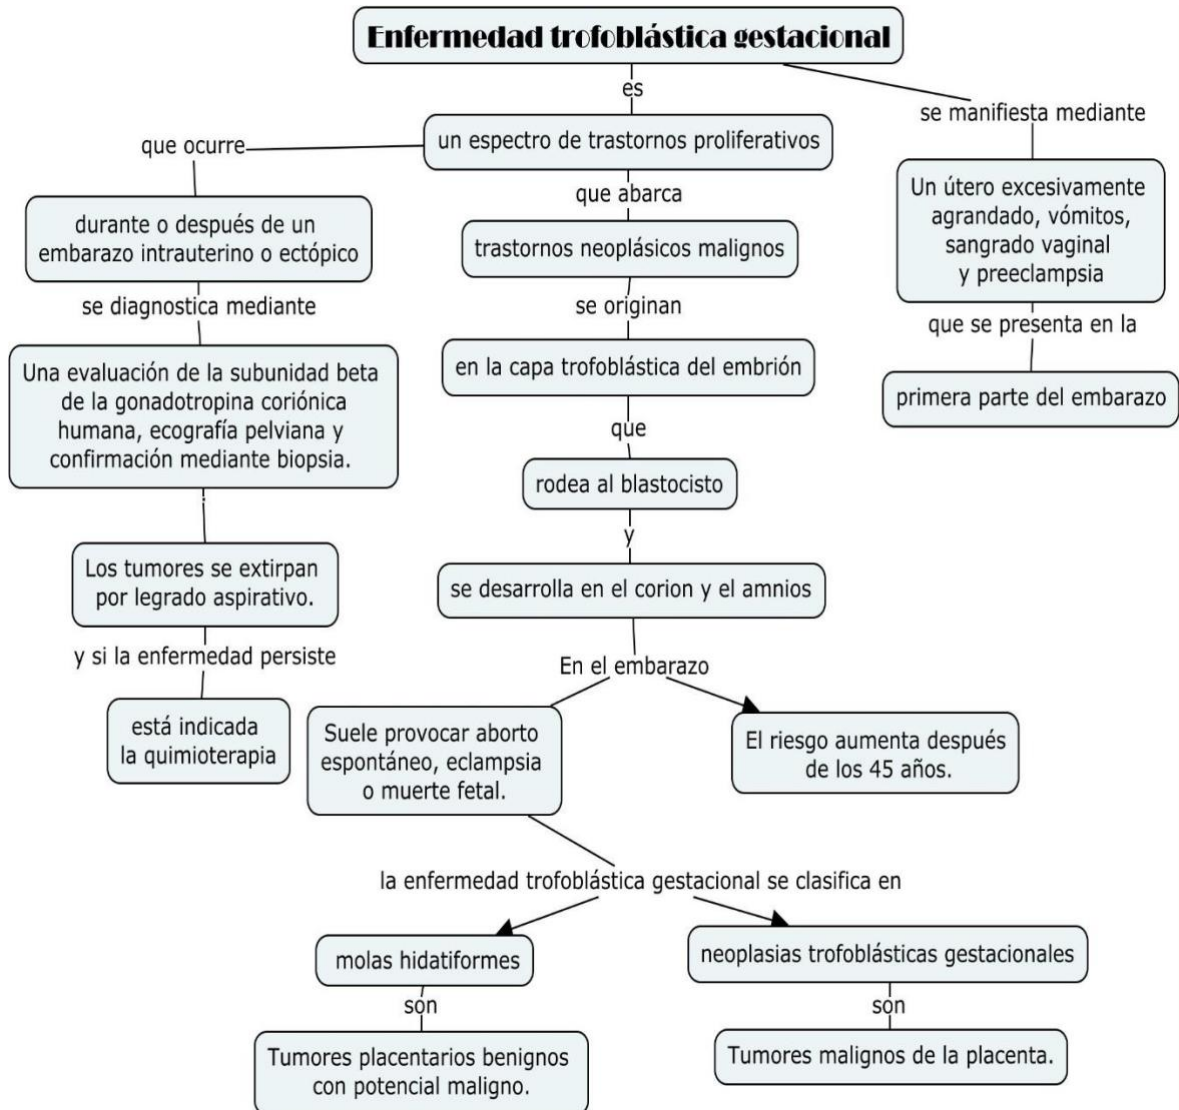 Enfermedad trofoblástica gestacional
es
un espectro de trastornos proliferativos
que ocurre
durante o después de un
embarazo intrauterino o ectópico
se diagnostica mediante
Una evaluación de la subunidad beta
de la gonadotropina coriónica
humana, ecografía pelviana y
confirmación mediante biopsia.
Los tumores se extirpan
por legrado aspirativo.
y si la enfermedad persiste
está indicada
la quimioterapia
que abarca
trastornos neoplásicos malignos
se originan
en la capa trofoblástica del embrión
que
rodea al blastocisto
y
se desarrolla en el corion y el amnios
En el embarazo
Suele provocar aborto
espontáneo, eclampsia
o muerte fetal.
El riesgo aumenta después
de los 45 años.
la enfermedad trofoblástica gestacional se clasifica en
molas hidatiformes
son
Tumores placentarios benignos
con potencial maligno.
neoplasias trofoblásticas gestacionales
son
Tumores malignos de la placenta.
se manifiesta mediante
Un útero excesivamente
agrandado, vómitos,
sangrado vaginal
y preeclampsia
que se presenta en la
primera parte del embarazo